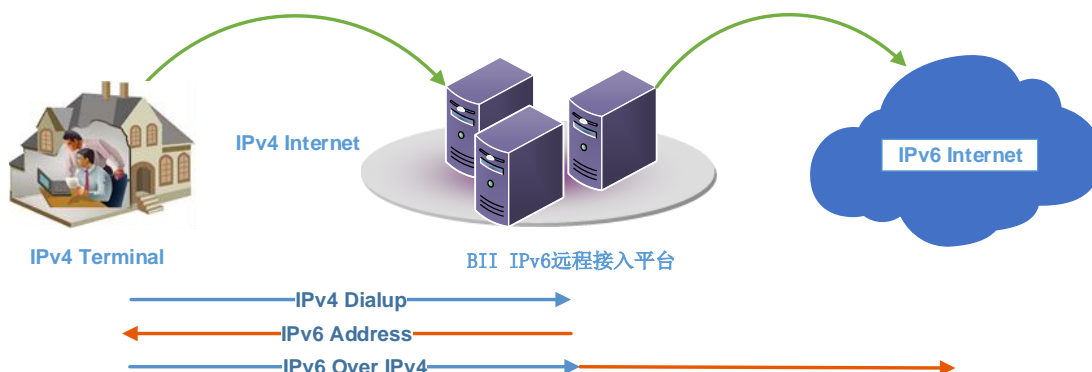 IPv4 Internet
IPv6 Internet
IPv4 Terminal
BII IPv6远程接入平台
IPv4 Dialup
IPv6 Address
IPv6 Over IPv4